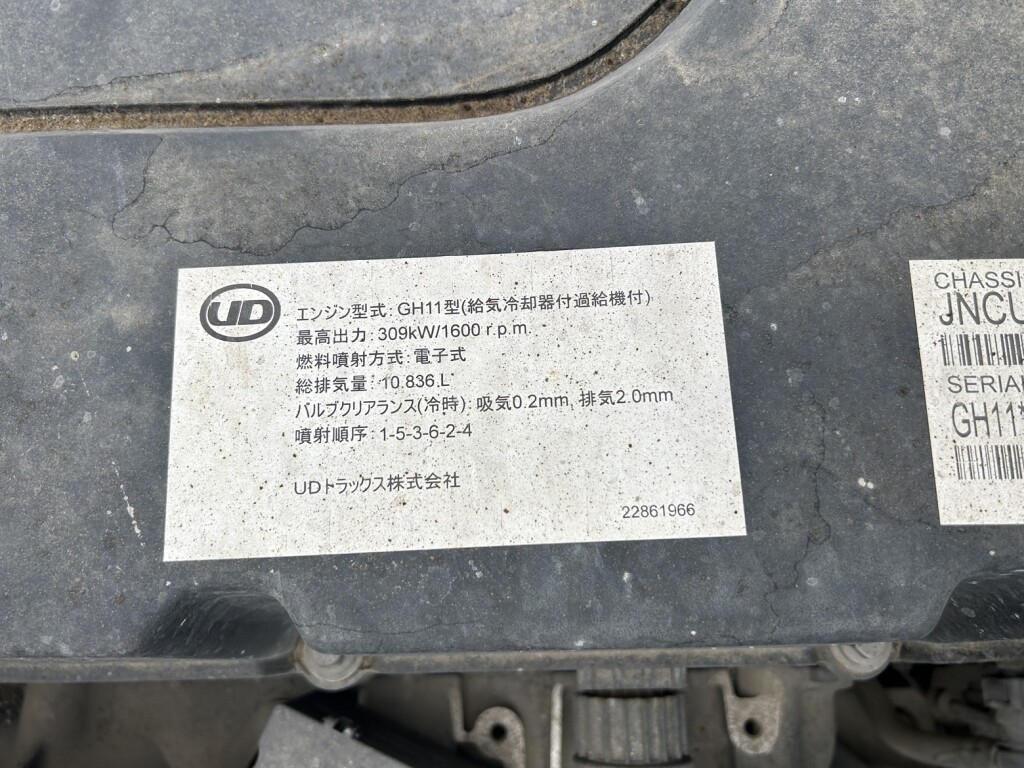 UD
エンジン型式: GH11型(給気冷却器付過給機付)
最高出力: 309kW/1600 r.p.m.
燃料噴射方式: 電子式
総排気量: 10.836 L
バルブクリアランス(冷時): 吸気0.2mm, 排気2.0mm
噴射順序: 1-5-3-6-2-4
UDトラックス株式会社
22861966
CHASSI
JNCU
SERIA
GH11*